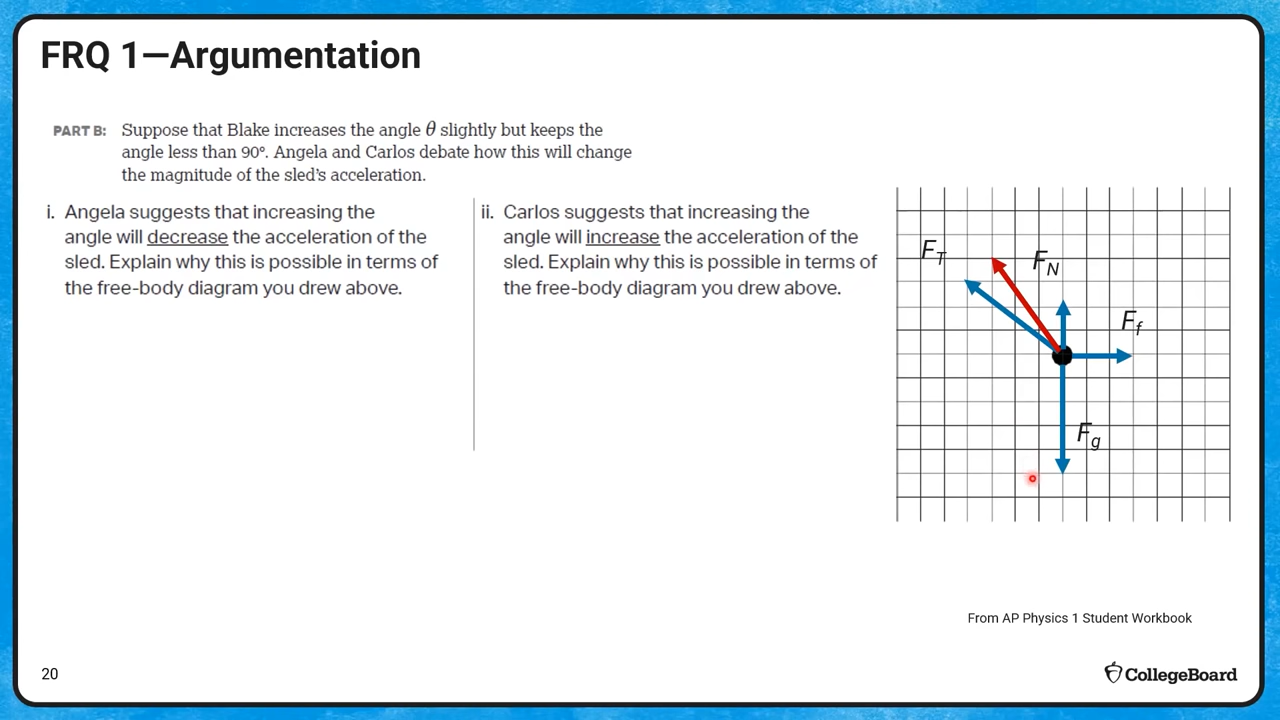 FRQ 1—Argumentation
PART B: Suppose that Blake increases the angle θ slightly but keeps the
angle less than 90°. Angela and Carlos debate how this will change
the magnitude of the sled's acceleration.
i. Angela suggests that increasing the
angle will decrease the acceleration of the
sled. Explain why this is possible in terms of
the free-body diagram you drew above.
ii. Carlos suggests that increasing the
angle will increase the acceleration of the
sled. Explain why this is possible in terms of
the free-body diagram you drew above.
F_T
F_N
F_f
F_g
From AP Physics 1 Student Workbook
20
CollegeBoard